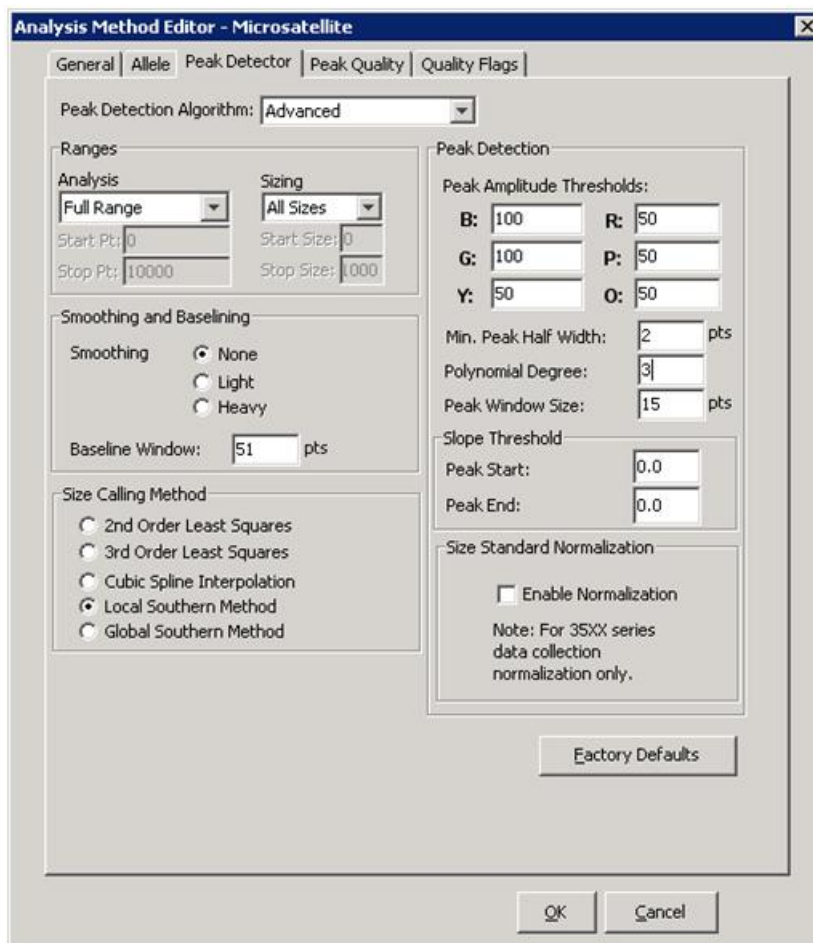 Analysis Method Editor - Microsatellite
General Allele Peak Detector Peak Quality Quality Flags
Peak Detection Algorithm: Advanced
Ranges
Analysis
Full Range
Start Pt: 0
Stop Pt: 10000
Sizing
All Sizes
Start Size: 0
Stop Size: 1000
Smoothing and Baselining
Smoothing
None
Light
Heavy
Baseline Window: 51 pts
Size Calling Method
2nd Order Least Squares
3rd Order Least Squares
Cubic Spline Interpolation
Local Southern Method
Global Southern Method
Peak Detection
Peak Amplitude Thresholds:
B: 100 R: 50
G: 100 P: 50
Y: 50 O: 50
Min. Peak Half Width: 2 pts
Polynomial Degree: 3
Peak Window Size: 15 pts
Slope Threshold
Peak Start: 0.0
Peak End: 0.0
Size Standard Normalization
Enable Normalization
Note: For 35XX series
data collection
normalization only.
Factory Defaults
OK Cancel